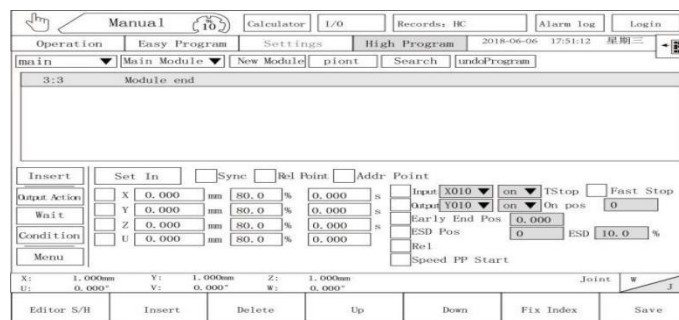 Manual % 10 Calculator I/O Records: HC Alarm log Login
Operation Easy Program Settings High Program 2018-06-06 17:51:12 星期三
main Main Module New Module piont Search undoProgram
3:3 Module end
Insert Set In Sync Rel Point Addr Point
Output Action X 0.000 mm 80.0 % 0.000 s Input X010 on TStop Fast Stop
Wait Y 0.000 mm 80.0 % 0.000 s Output Y010 on On pos 0
Condition Z 0.000 mm 80.0 % 0.000 s Early End Pos 0.000
U 0.000 mm 80.0 % 0.000 ESD Pos 0 ESD 10.0 %
Rel
Menu Speed PP Start
X: 1.000mm Y: 1.000mm Z: 1.000mm Joint W J
U: 0.000° V: 0.000° W: 0.000°
Editor S/H Insert Delete Up Down Fix Index Save